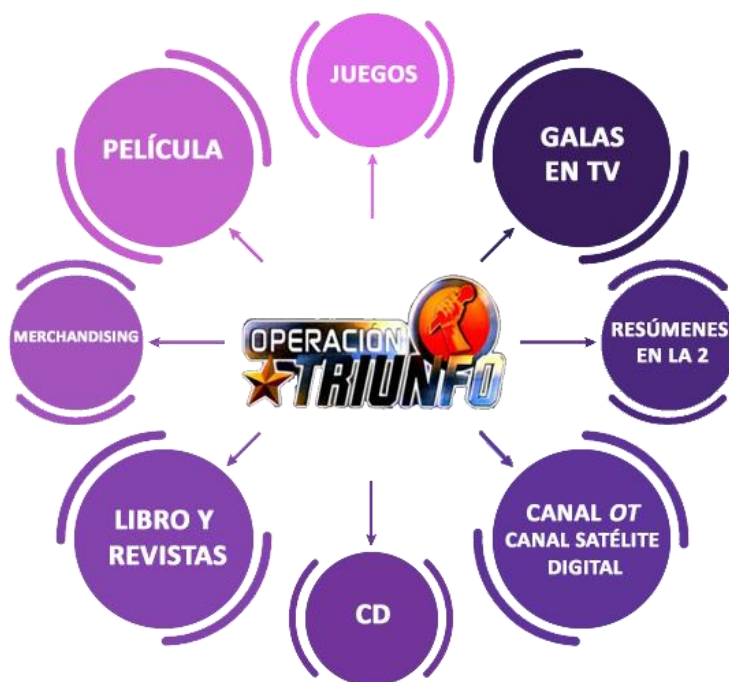 JUEGOS
PELÍCULA
GALAS
EN TV
MERCHANDISING
OPERACIÓN
TRIUNFO
RESÚMENES
EN LA 2
LIBRO Y
REVISTAS
CANAL OT
CANAL SATÉLITE
DIGITAL
CD